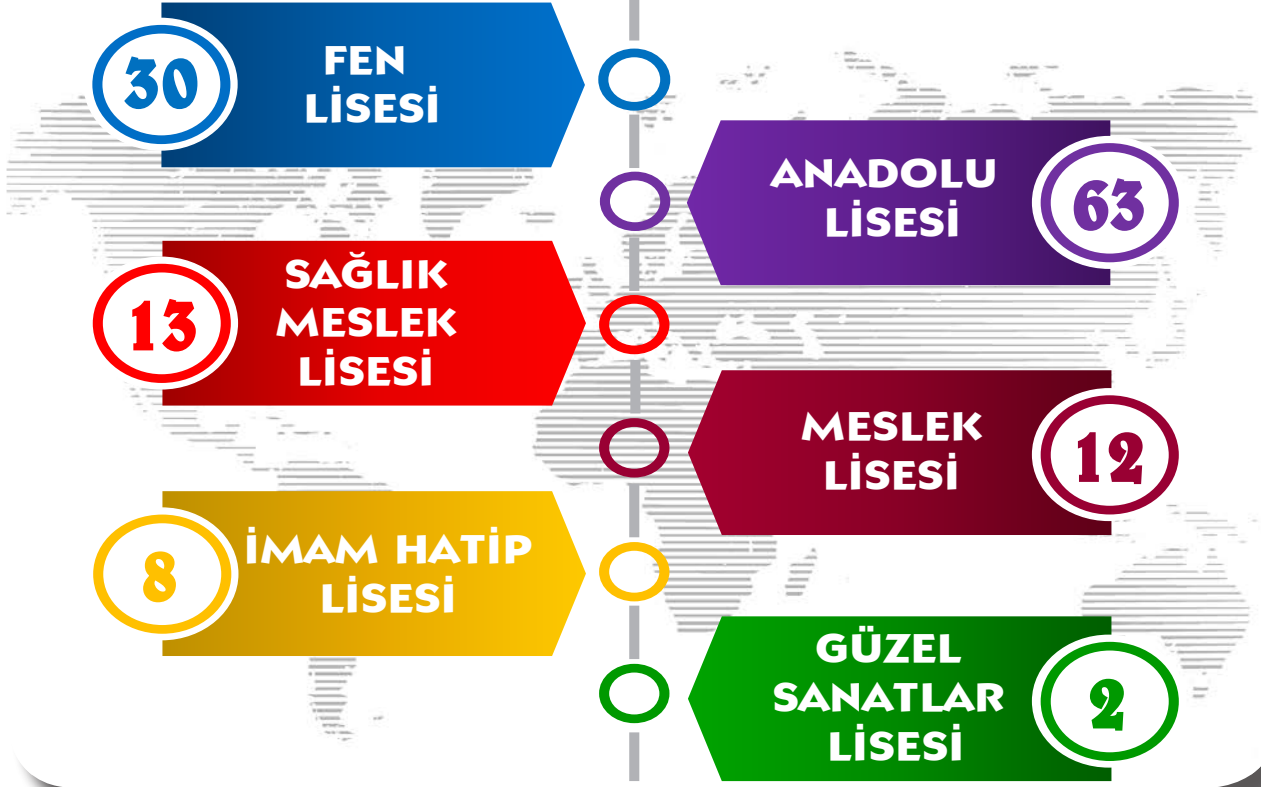 30
FEN
LİSESİ
ANADOLU
LİSESİ
63
13
SAĞLIK
MESLEK
LİSESİ
MESLEK
LİSESİ
12
8
İMAM HATİP
LİSESİ
GÜZEL
SANATLAR
LİSESİ
2